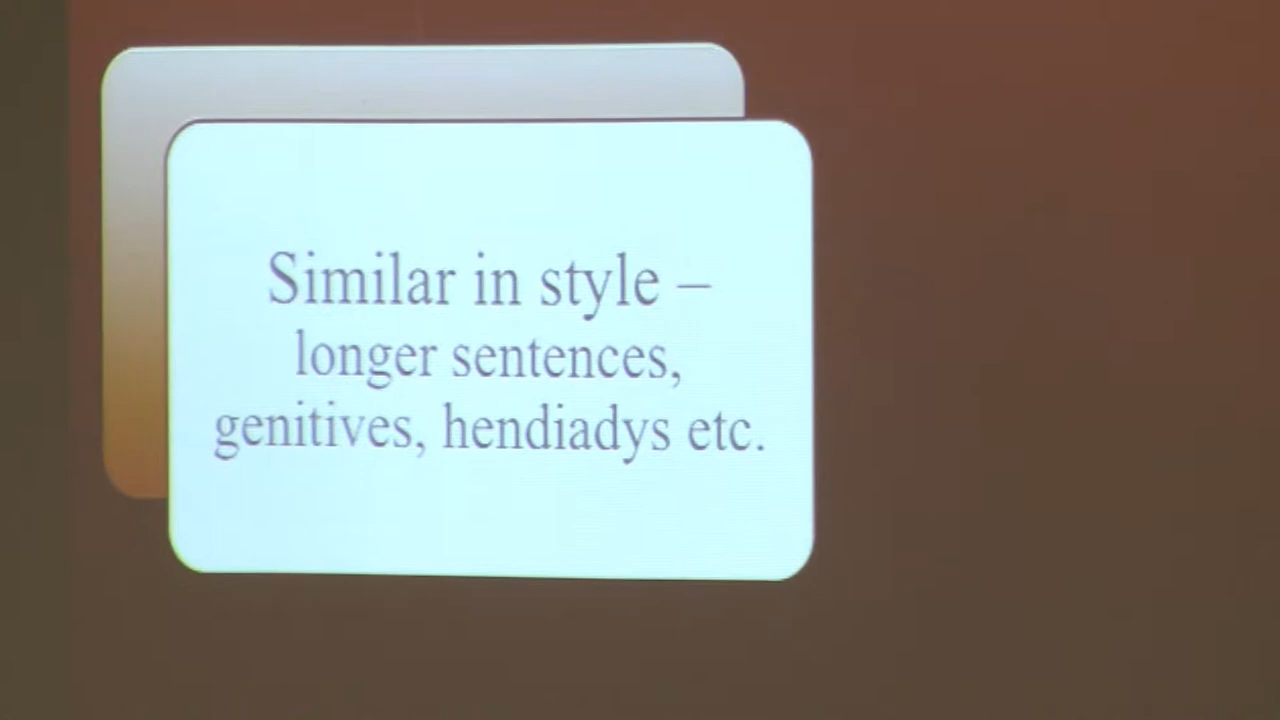 Similar in style –
longer sentences,
genitives, hendiadys etc.